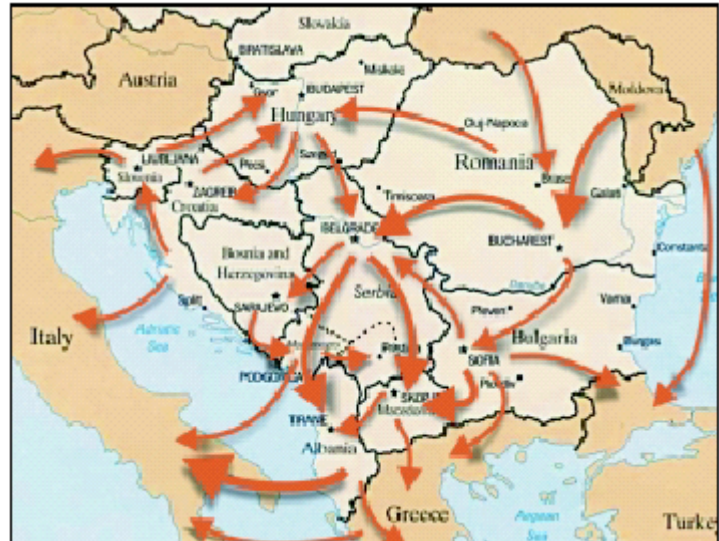 Slovakia
BRATISLAVA
Miskolc
Austria
Gyor
BUDAPEST
Moldova
Hungary
Cluj-Napoca
LJUBLJANA
Pecs
Szeged
Romania
Slovenia
ZAGREB
Timisoara
Brasov
Galati
Croatia
BELGRADE
BUCHAREST
Constanta
Bosnia and
Herzegovina
Danube
Split
SARAJEVO
Serbia
Pleven
Varna
Italy
Adriatic
Sea
Bulgaria
Burgas
SOFIA
PODGORICA
Plovdiv
SKOPJE
Macedonia
TIRANE
Albania
Greece
Aegean
Sea
Turkey